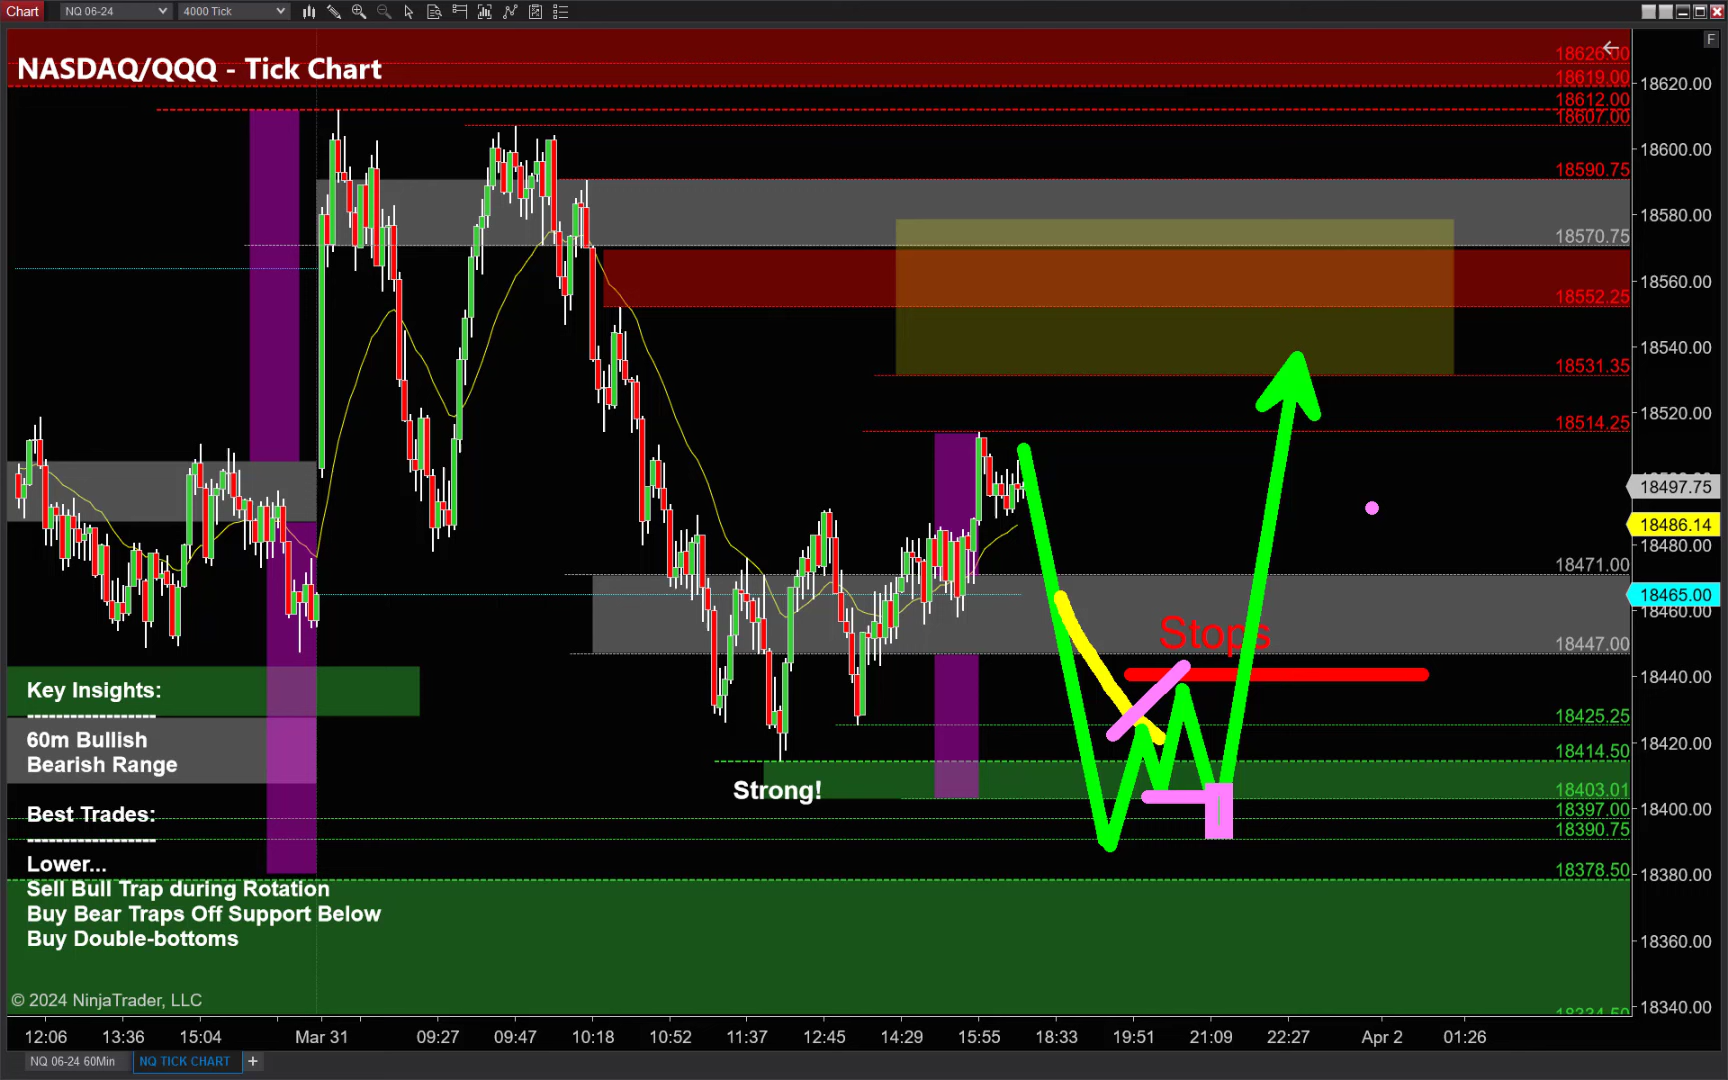 Chart
NQ 06-24
4000 Tick
F
NASDAQ/QQQ - Tick Chart
18626.00
18619.00
18612.00
18607.00
18590.75
18570.75
18552.25
18531.35
18514.25
18471.00
18447.00
18425.25
18414.50
18403.01
18397.00
18390.75
18378.50
18334.50
18620.00
18600.00
18580.00
18560.00
18540.00
18520.00
18497.75
18486.14
18480.00
18465.00
18460.00
18440.00
18420.00
18400.00
18380.00
18360.00
18340.00
Stops
Strong!
Key Insights:
----------------
60m Bullish
Bearish Range
Best Trades:
----------------
Lower...
Sell Bull Trap during Rotation
Buy Bear Traps Off Support Below
Buy Double-bottoms
© 2024 NinjaTrader, LLC
12:06 13:36 15:04 Mar 31 09:27 09:47 10:18 10:52 11:37 12:45 14:29 15:55 18:33 19:51 21:09 22:27 Apr 2 01:26
NQ 06-24 60Min NQ TICK CHART +